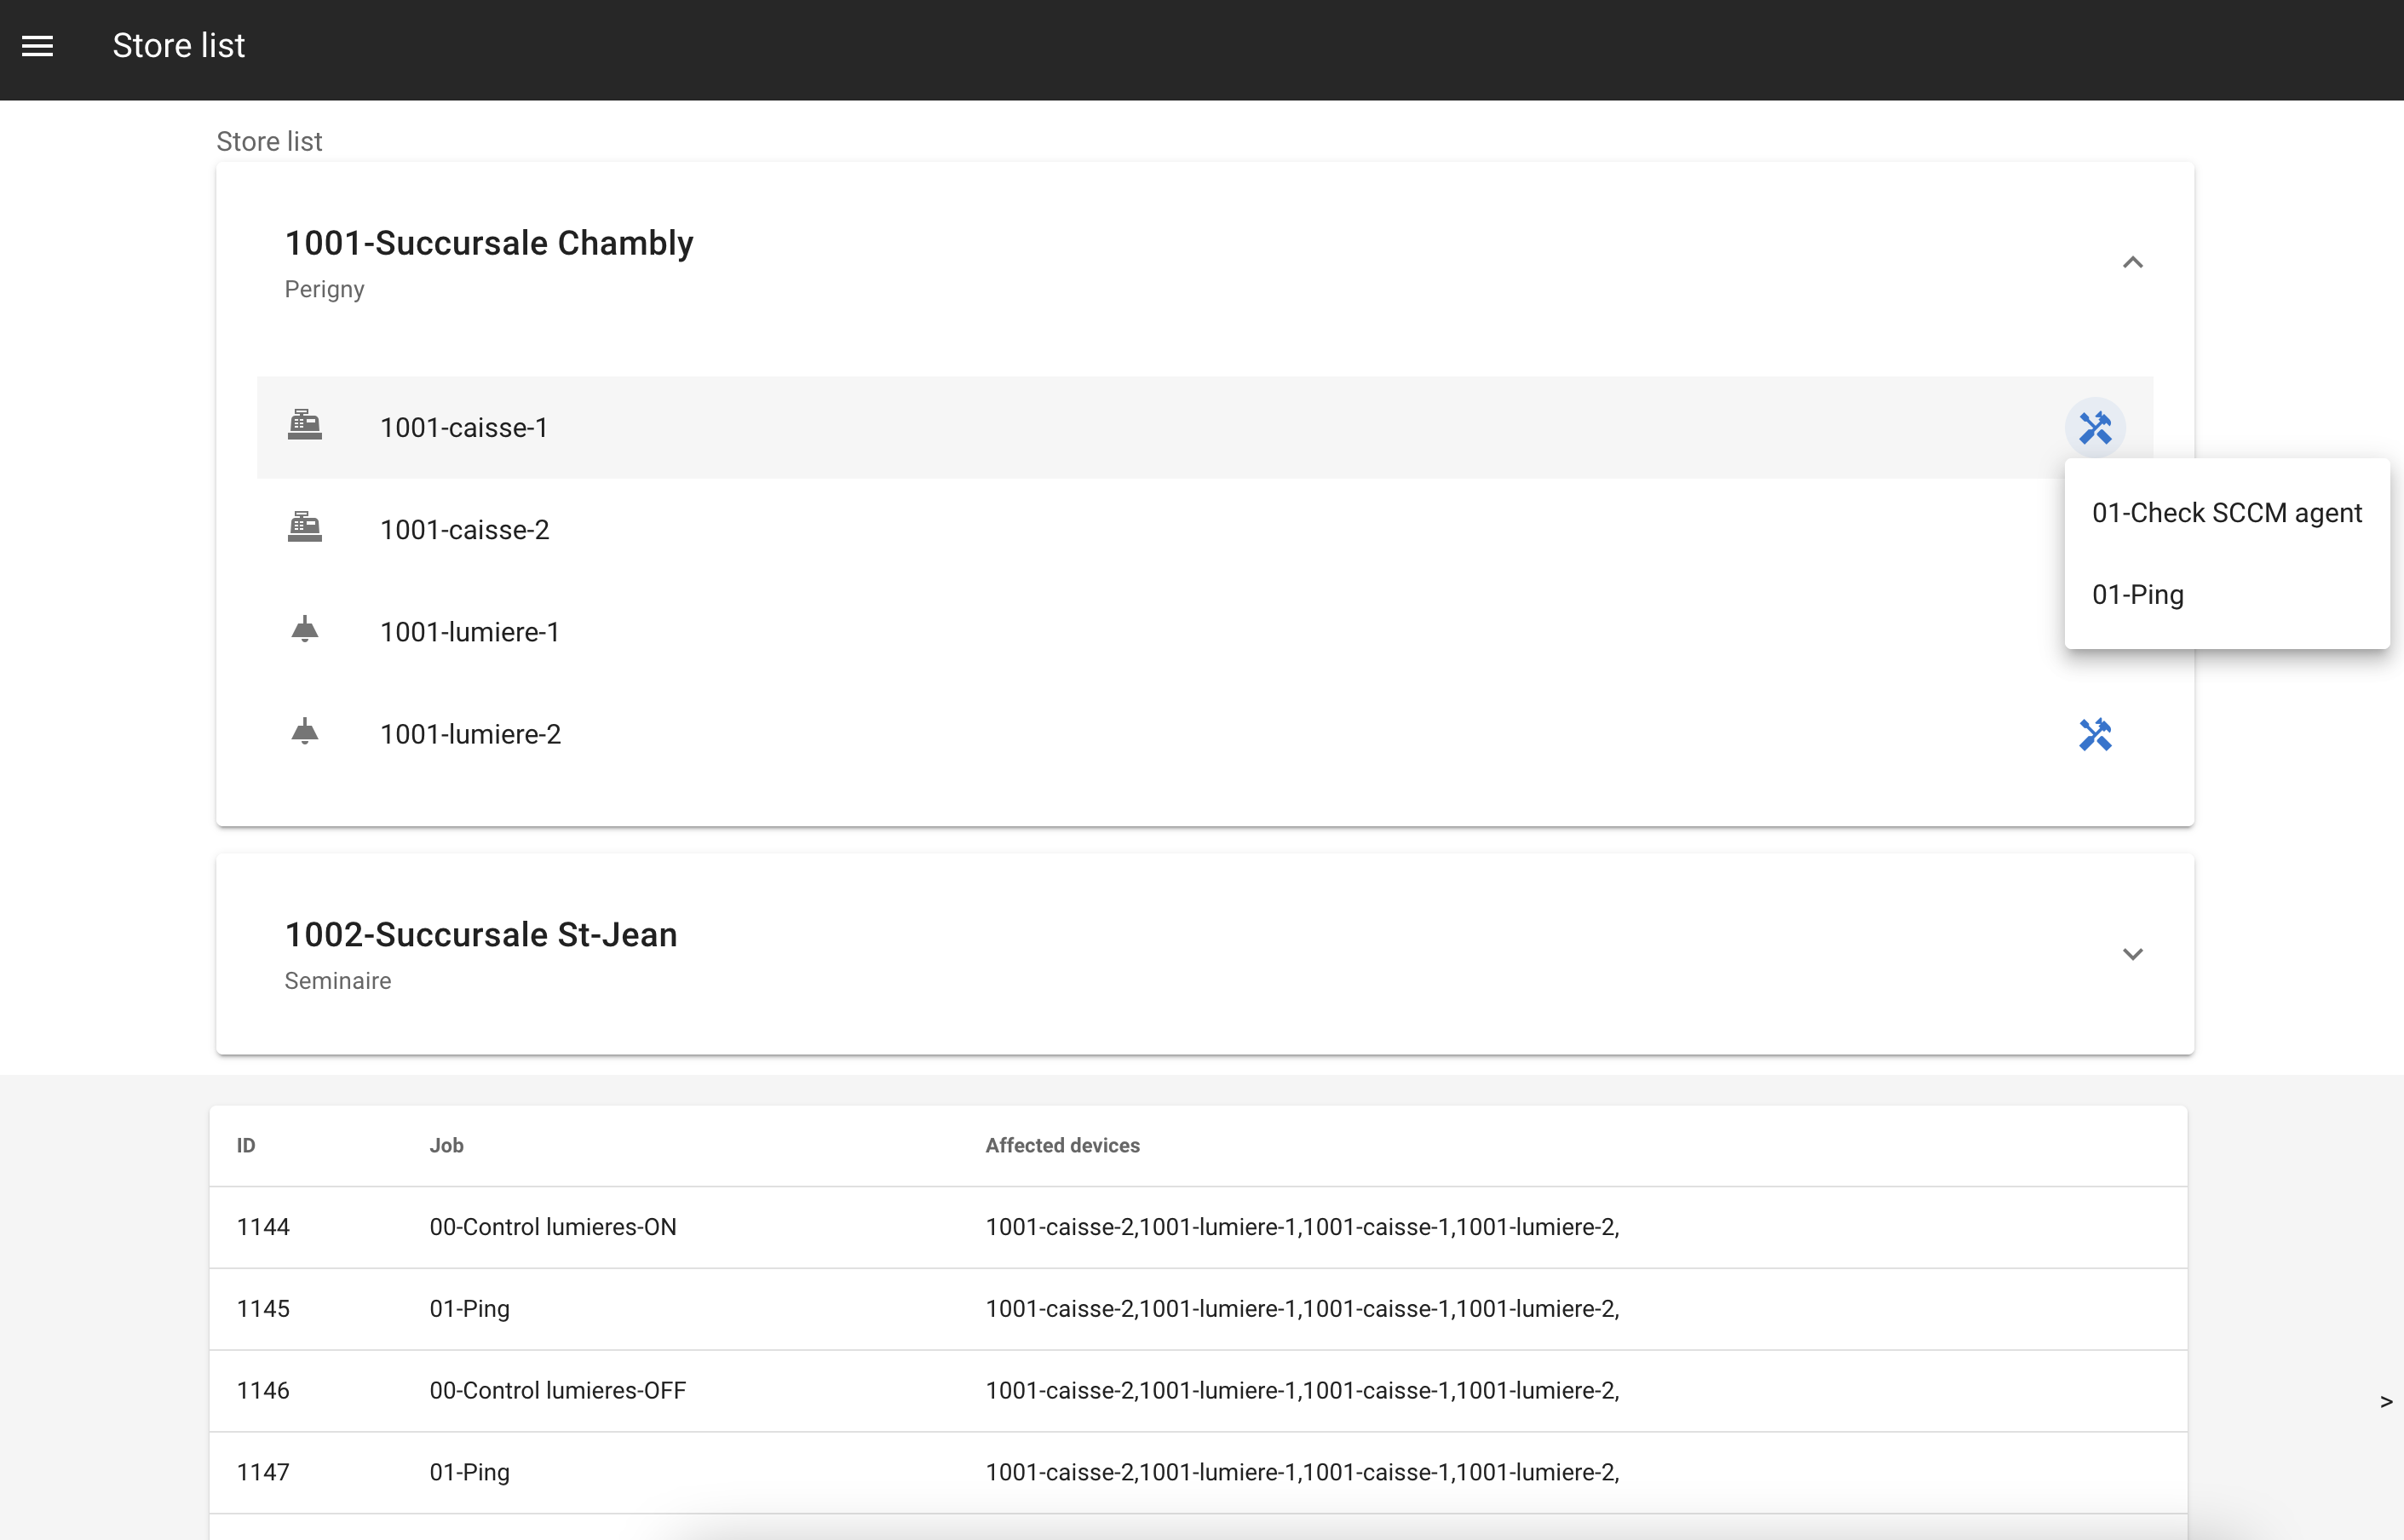 Store list
Store list
1001-Succursale Chambly
Perigny
1001-caisse-1
01-Check SCCM agent
1001-caisse-2
01-Ping
1001-lumiere-1
1001-lumiere-2
1002-Succursale St-Jean
Seminaire
ID Job Affected devices
1144 00-Control lumieres-ON 1001-caisse-2,1001-lumiere-1,1001-caisse-1,1001-lumiere-2,
1145 01-Ping 1001-caisse-2,1001-lumiere-1,1001-caisse-1,1001-lumiere-2,
1146 00-Control lumieres-OFF 1001-caisse-2,1001-lumiere-1,1001-caisse-1,1001-lumiere-2,
>
1147 01-Ping 1001-caisse-2,1001-lumiere-1,1001-caisse-1,1001-lumiere-2,